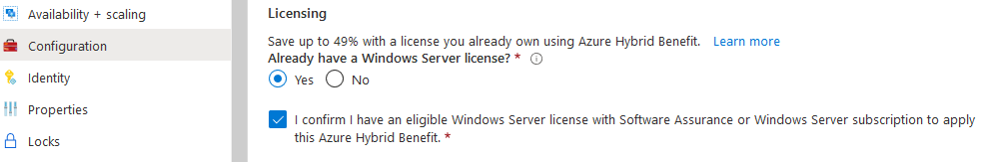 Availability + scaling
Configuration
Identity
Properties
Locks
Licensing
Save up to 49% with a license you already own using Azure Hybrid Benefit. Learn more
Already have a Windows Server license? *
Yes No
I confirm I have an eligible Windows Server license with Software Assurance or Windows Server subscription to apply
this Azure Hybrid Benefit. *